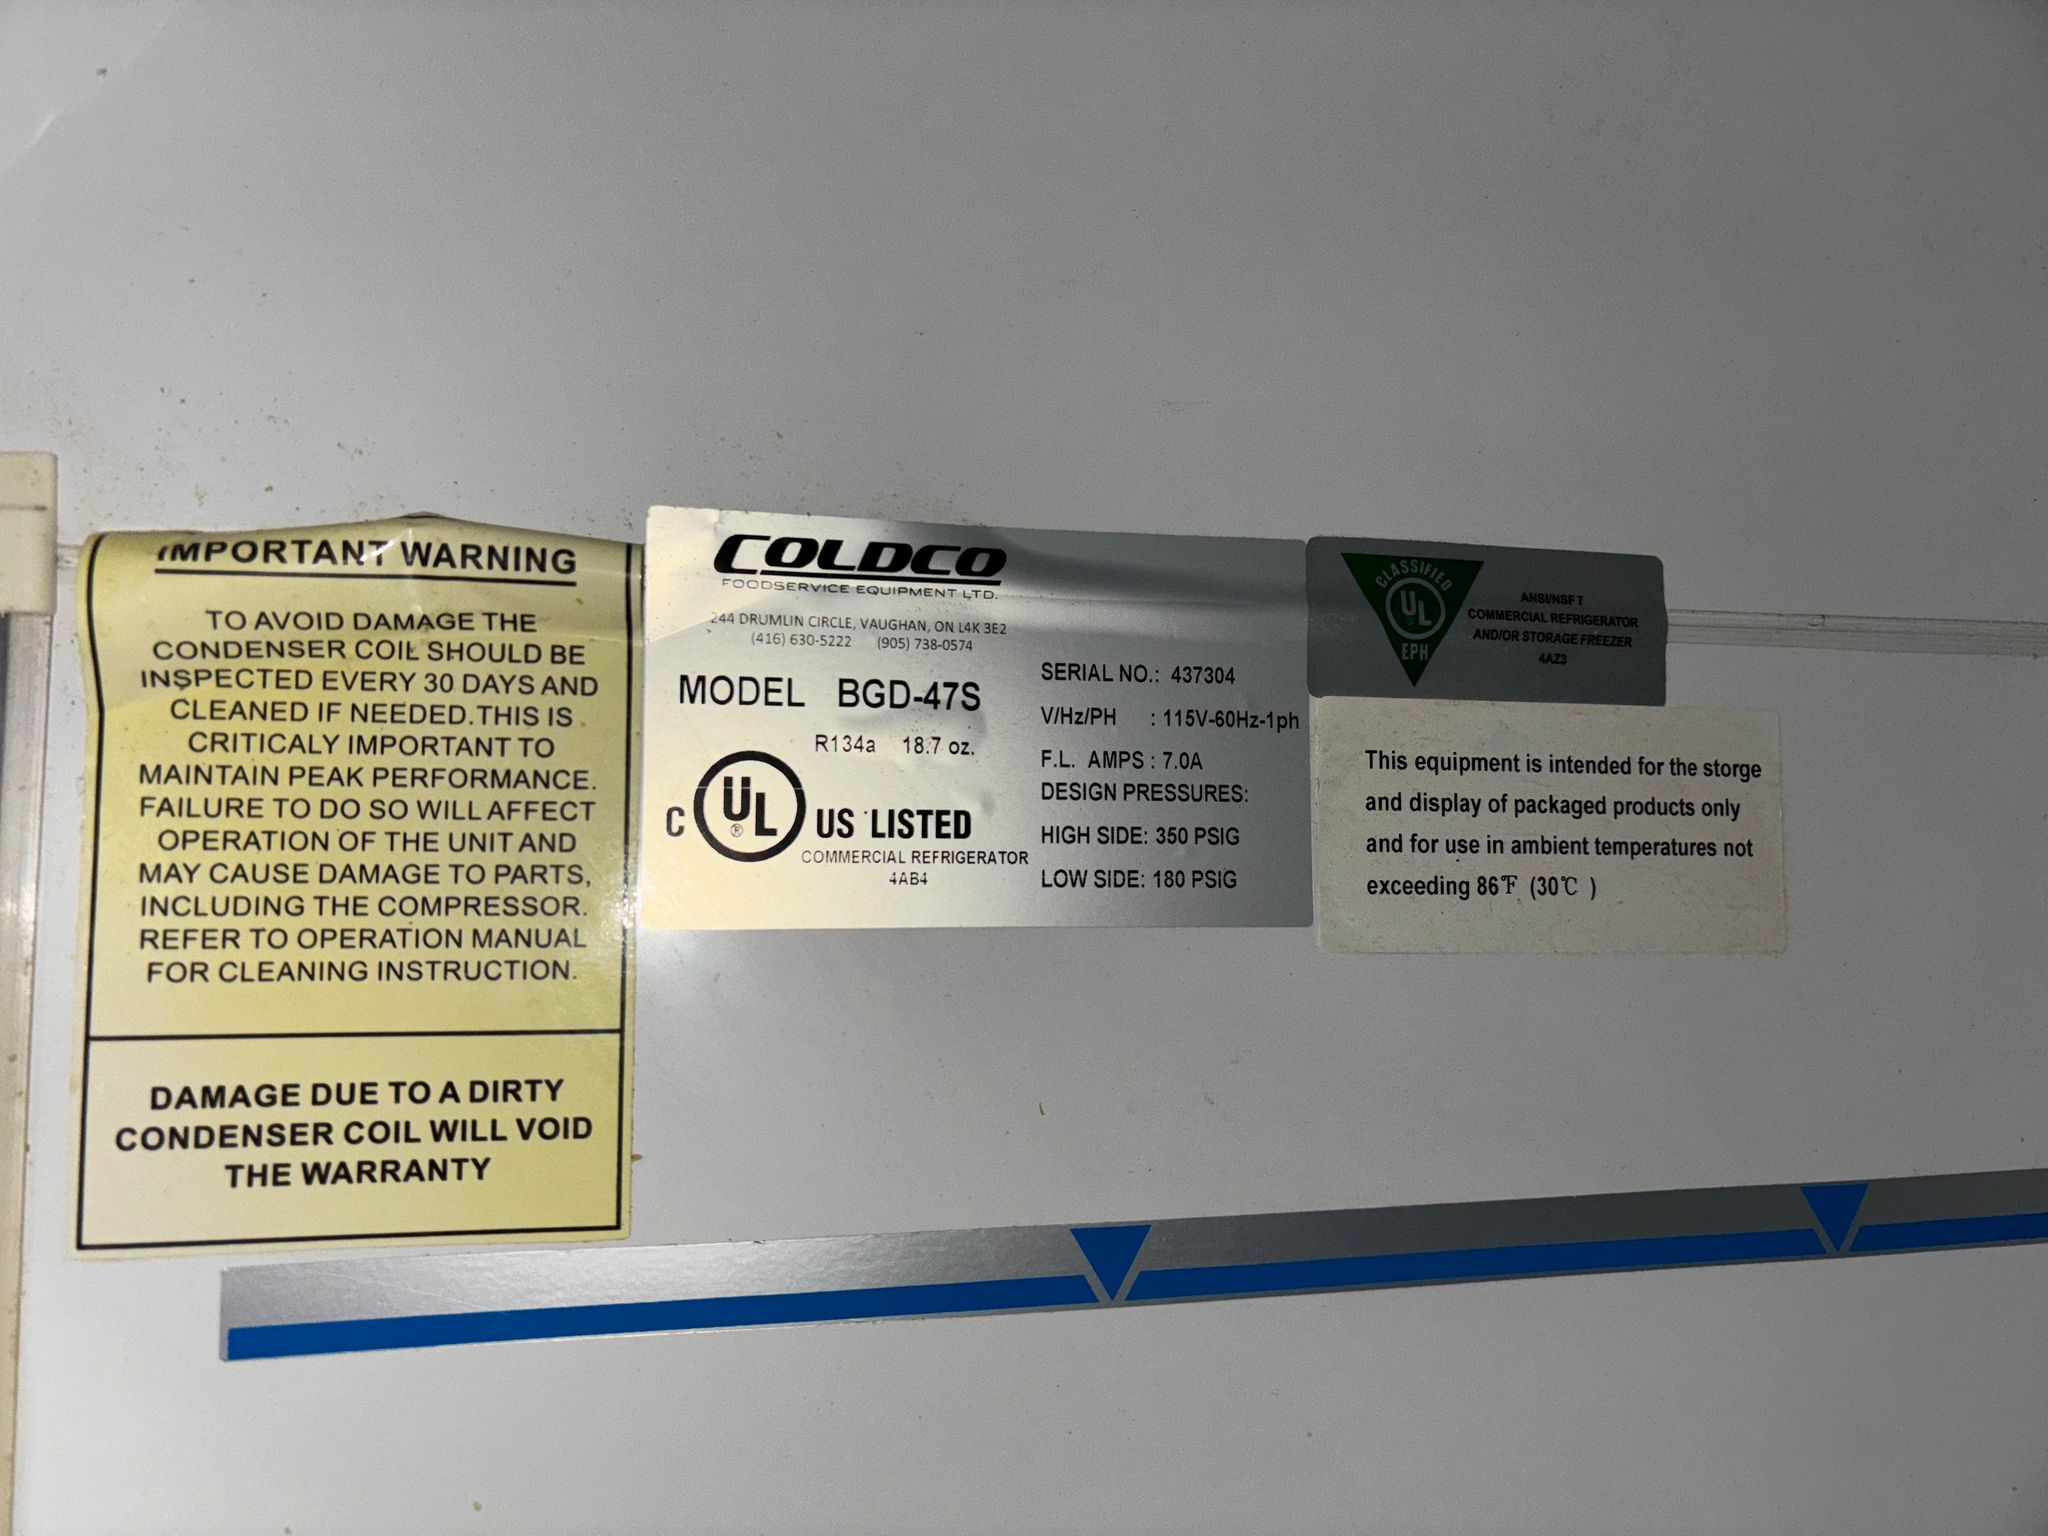 IMPORTANT WARNING
TO AVOID DAMAGE THE
CONDENSER COIL SHOULD BE
INSPECTED EVERY 30 DAYS AND
CLEANED IF NEEDED.THIS IS
CRITICALY IMPORTANT TO
MAINTAIN PEAK PERFORMANCE.
FAILURE TO DO SO WILL AFFECT
OPERATION OF THE UNIT AND
MAY CAUSE DAMAGE TO PARTS,
INCLUDING THE COMPRESSOR.
REFER TO OPERATION MANUAL
FOR CLEANING INSTRUCTION.
DAMAGE DUE TO A DIRTY
CONDENSER COIL WILL VOID
THE WARRANTY
COLDCO
FOODSERVICE EQUIPMENT LTD.
244 DRUMLIN CIRCLE, VAUGHAN, ON L4K 3E2
(416) 630-5222 (905) 738-0574
MODEL BGD-47S
R134a 18.7 oz.
C UL ® US LISTED
COMMERCIAL REFRIGERATOR
4AB4
SERIAL NO.: 437304
V/Hz/PH : 115V-60Hz-1ph
F.L. AMPS : 7.0A
DESIGN PRESSURES:
HIGH SIDE: 350 PSIG
LOW SIDE: 180 PSIG
CLASSIFIED
UL
EPH
ANSI/NSF 7
COMMERCIAL REFRIGERATOR
AND/OR STORAGE FREEZER
4AZ3
This equipment is intended for the storge
and display of packaged products only
and for use in ambient temperatures not
exceeding 86℉ (30℃ )